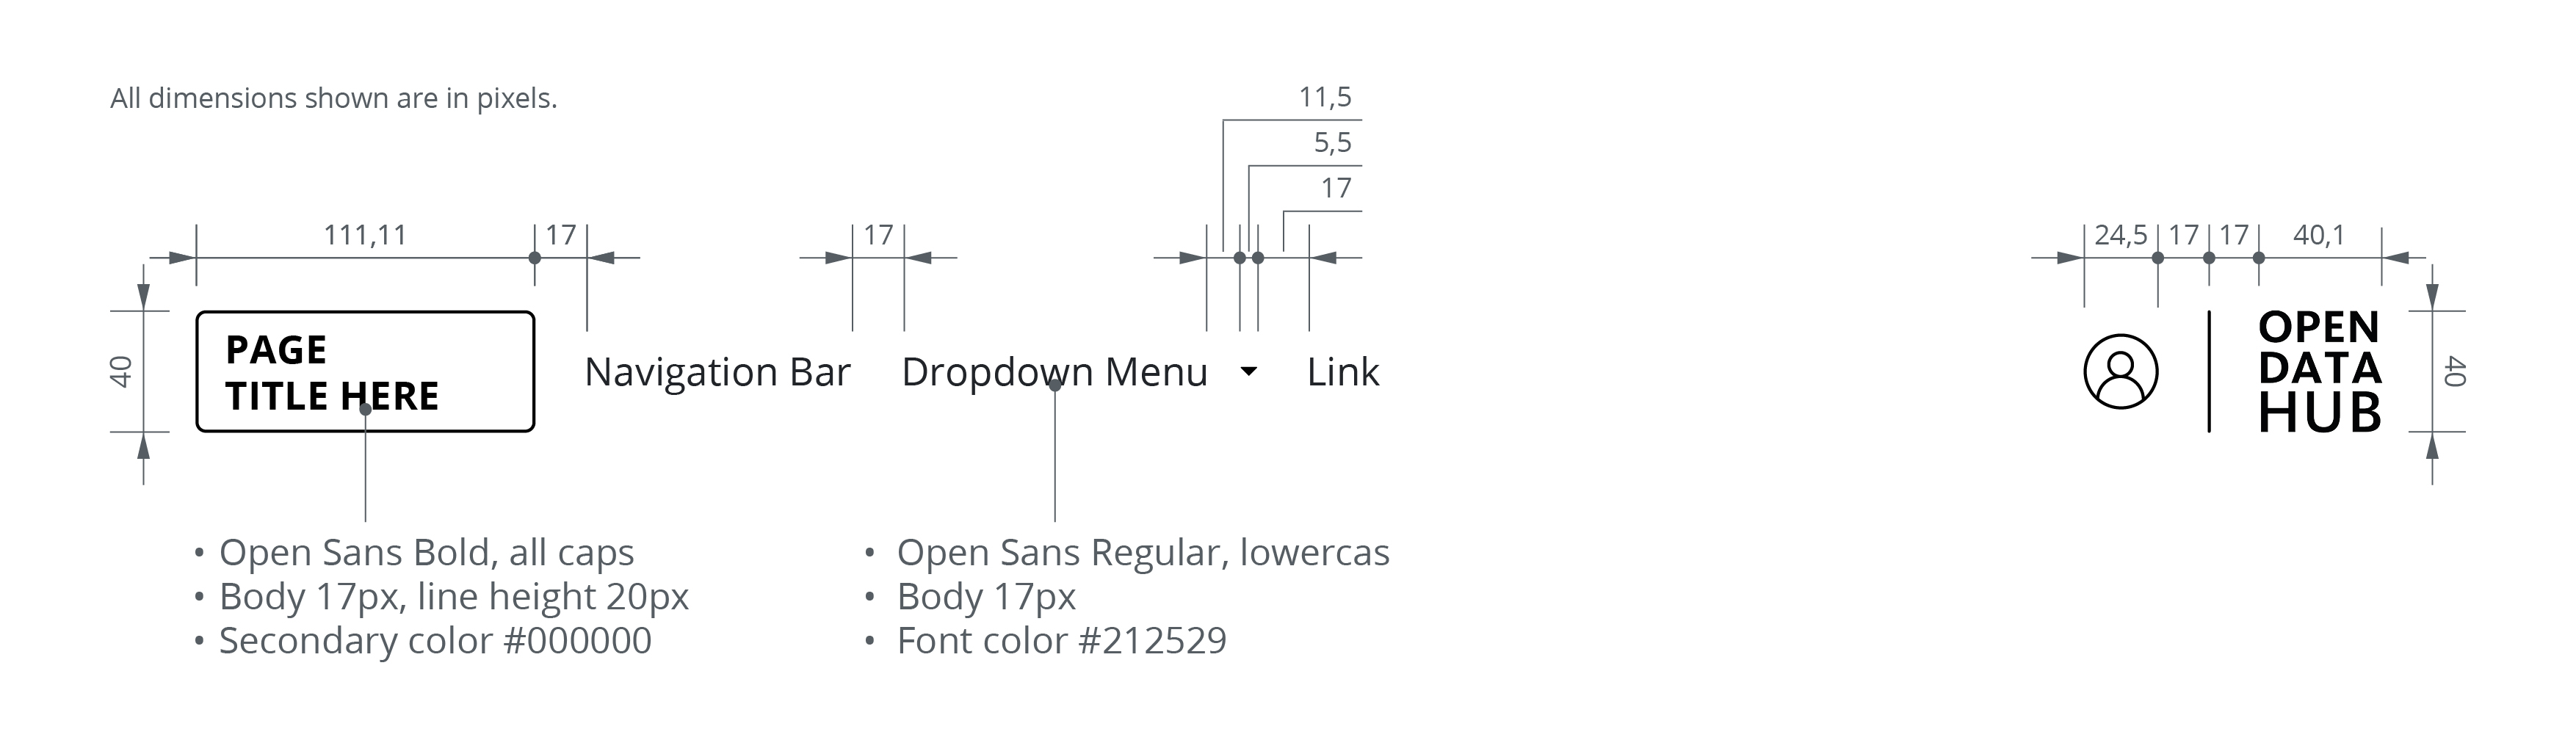 All dimensions shown are in pixels.
11,5
5,5
17
111,11
17
17
24,5
17
17
40,1
40
PAGE
TITLE HERE
Navigation Bar
Dropdown Menu
Link
OPEN
DATA
HUB
40
• Open Sans Bold, all caps
• Body 17px, line height 20px
• Secondary color #000000
• Open Sans Regular, lowercas
• Body 17px
• Font color #212529